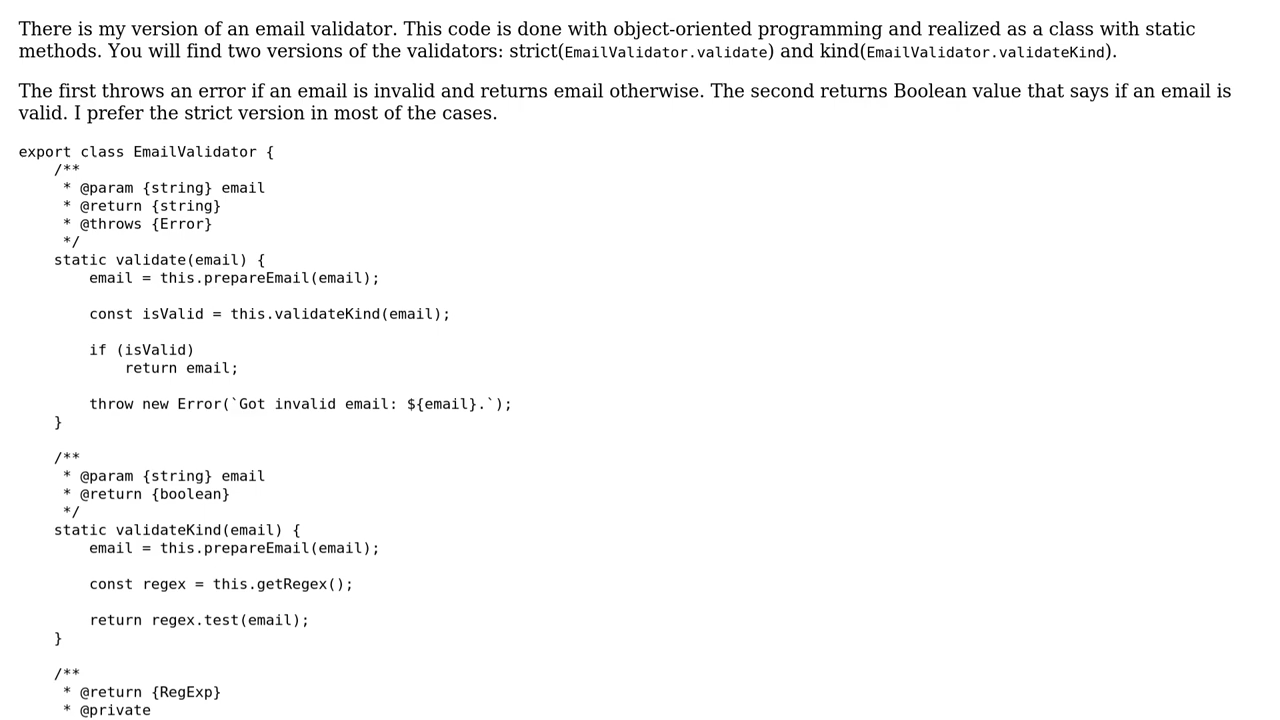 There is my version of an email validator. This code is done with object-oriented programming and realized as a class with static
methods. You will find two versions of the validators: strict(EmailValidator.validate) and kind(EmailValidator.validateKind).
The first throws an error if an email is invalid and returns email otherwise. The second returns Boolean value that says if an email is
valid. I prefer the strict version in most of the cases.
export class EmailValidator {
    /**
     * @param {string} email
     * @return {string}
     * @throws {Error}
     */
    static validate(email) {
        email = this.prepareEmail(email);

        const isValid = this.validateKind(email);

        if (isValid)
            return email;

        throw new Error(`Got invalid email: ${email}.`);
    }

    /**
     * @param {string} email
     * @return {boolean}
     */
    static validateKind(email) {
        email = this.prepareEmail(email);

        const regex = this.getRegex();

        return regex.test(email);
    }

    /**
     * @return {RegExp}
     * @private